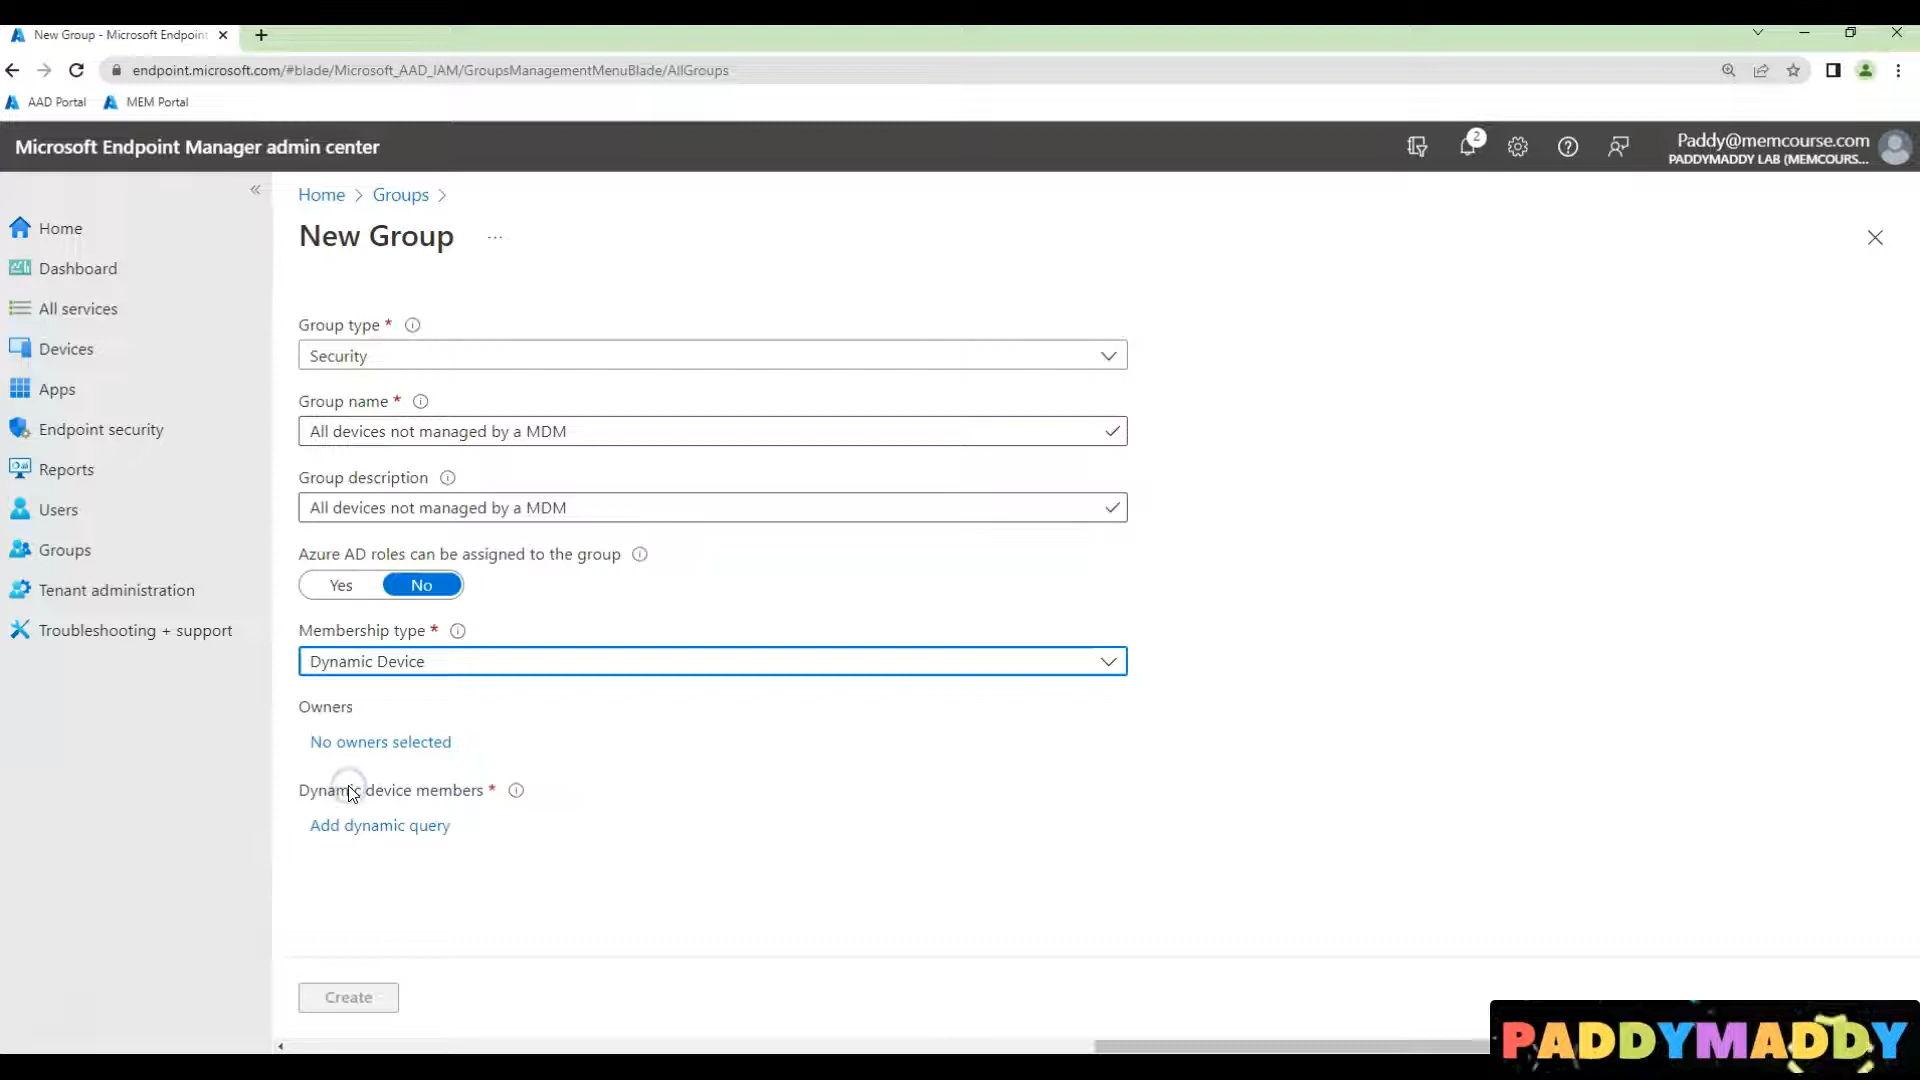 New Group - Microsoft Endpoint
endpoint.microsoft.com/#blade/Microsoft_AAD_IAM/GroupsManagementMenuBlade/AllGroups
AAD Portal
MEM Portal
Microsoft Endpoint Manager admin center
2
Paddy@memcourse.com
PADDYMADDY LAB (MEMCOURS...
Home
Dashboard
All services
Devices
Apps
Endpoint security
Reports
Users
Groups
Tenant administration
Troubleshooting + support
Home > Groups >
New Group ...
Group type *
Security
Group name *
All devices not managed by a MDM
Group description
All devices not managed by a MDM
Azure AD roles can be assigned to the group
Yes No
Membership type *
Dynamic Device
Owners
No owners selected
Dynamic device members *
Add dynamic query
Create
PADDYMADDY